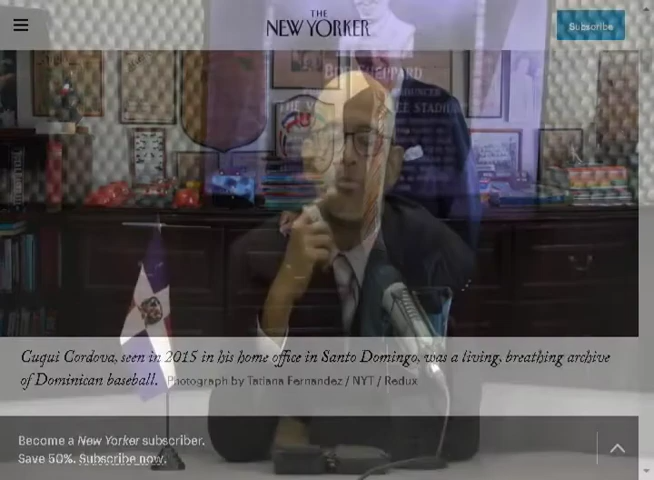 THE
NEW YORKER
Subscribe
SHEPPARD
Cuqui Cordova, seen in 2015 in his home office in Santo Domingo, was a living, breathing archive
of Dominican baseball. Photograph by Tatiana Fernandez / NYT / Redux
Become a New Yorker subscriber.
Save 50%. Subscribe now.